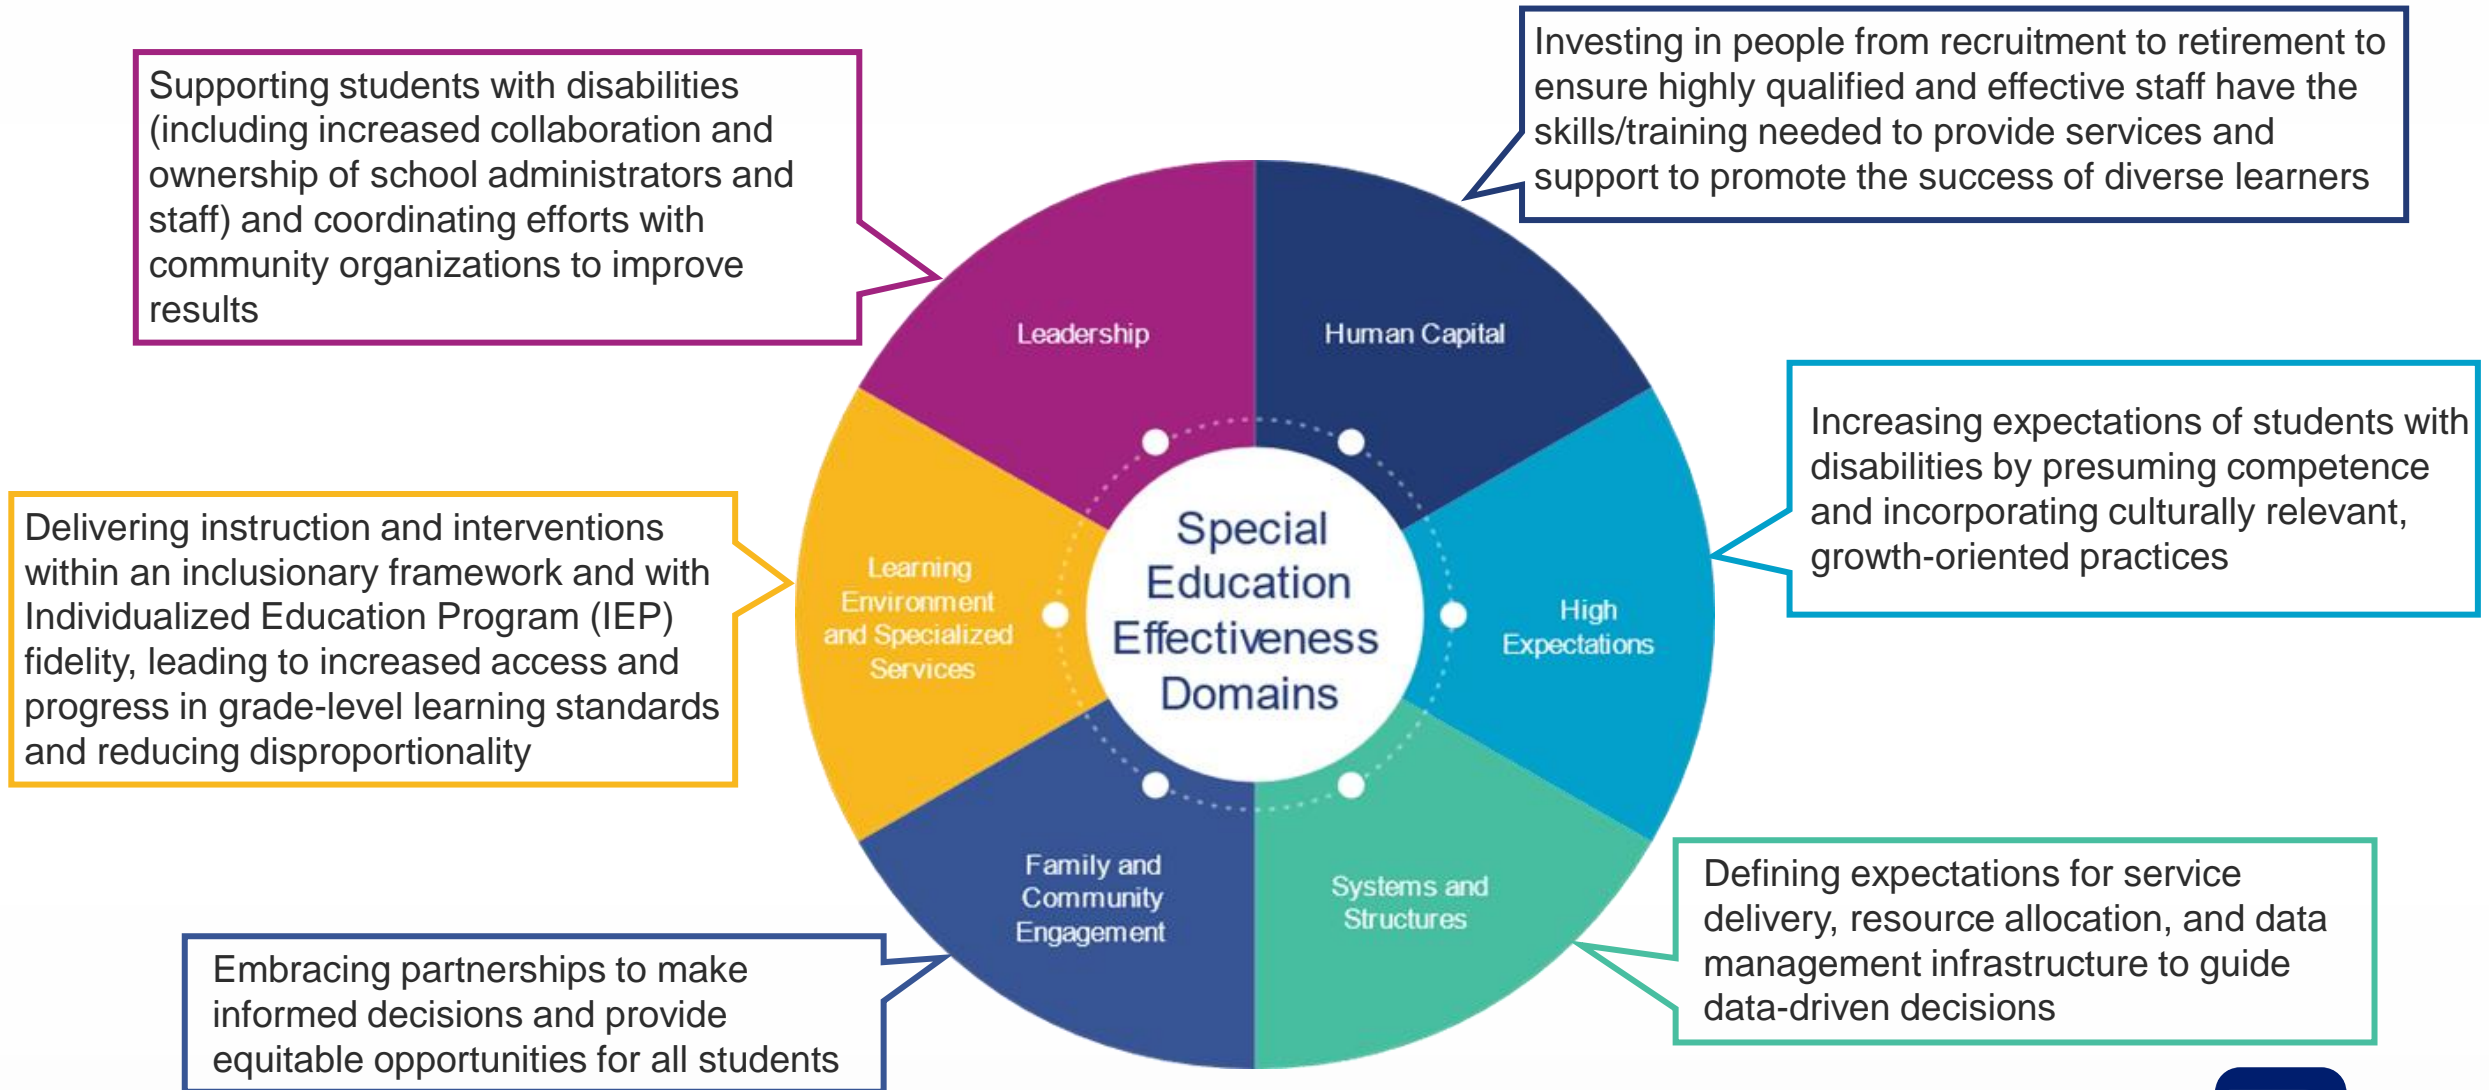 Supporting students with disabilities
(including increased collaboration and
ownership of school administrators and
staff) and coordinating efforts with
community organizations to improve
results
Investing in people from recruitment to retirement to
ensure highly qualified and effective staff have the
skills/training needed to provide services and
support to promote the success of diverse learners
Leadership
Human Capital
Increasing expectations of students with
disabilities by presuming competence
and incorporating culturally relevant,
growth-oriented practices
Delivering instruction and interventions
within an inclusionary framework and with
Individualized Education Program (IEP)
fidelity, leading to increased access and
progress in grade-level learning standards
and reducing disproportionality
Learning
Environment
and Specialized
Services
Special
Education
Effectiveness
Domains
High
Expectations
Family and
Community
Engagement
Systems and
Structures
Embracing partnerships to make
informed decisions and provide
equitable opportunities for all students
Defining expectations for service
delivery, resource allocation, and data
management infrastructure to guide
data-driven decisions